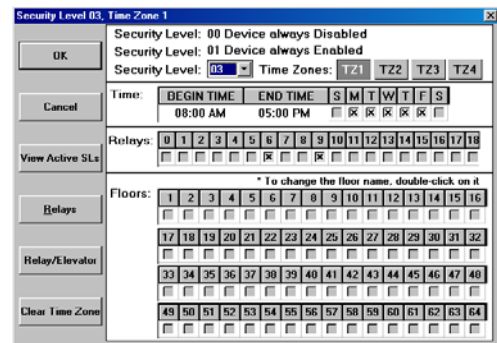 Security Level 03, Time Zone 1
Security Level: 00 Device always Disabled
Security Level: 01 Device always Enabled
Security Level: 03 Time Zones: TZ1 TZ2 TZ3 TZ4
OK
Cancel
View Active SLs
Relays
Relay/Elevator
Clear Time Zone
Time: BEGIN TIME END TIME S M T W T F S
08:00 AM 05:00 PM
Relays: 0 1 2 3 4 5 6 7 8 9 10 11 12 13 14 15 16 17 18
* To change the floor name, double-click on it
Floors: 1 2 3 4 5 6 7 8 9 10 11 12 13 14 15 16
17 18 19 20 21 22 23 24 25 26 27 28 29 30 31 32
33 34 35 36 37 38 39 40 41 42 43 44 45 46 47 48
49 50 51 52 53 54 55 56 57 58 59 60 61 62 63 64